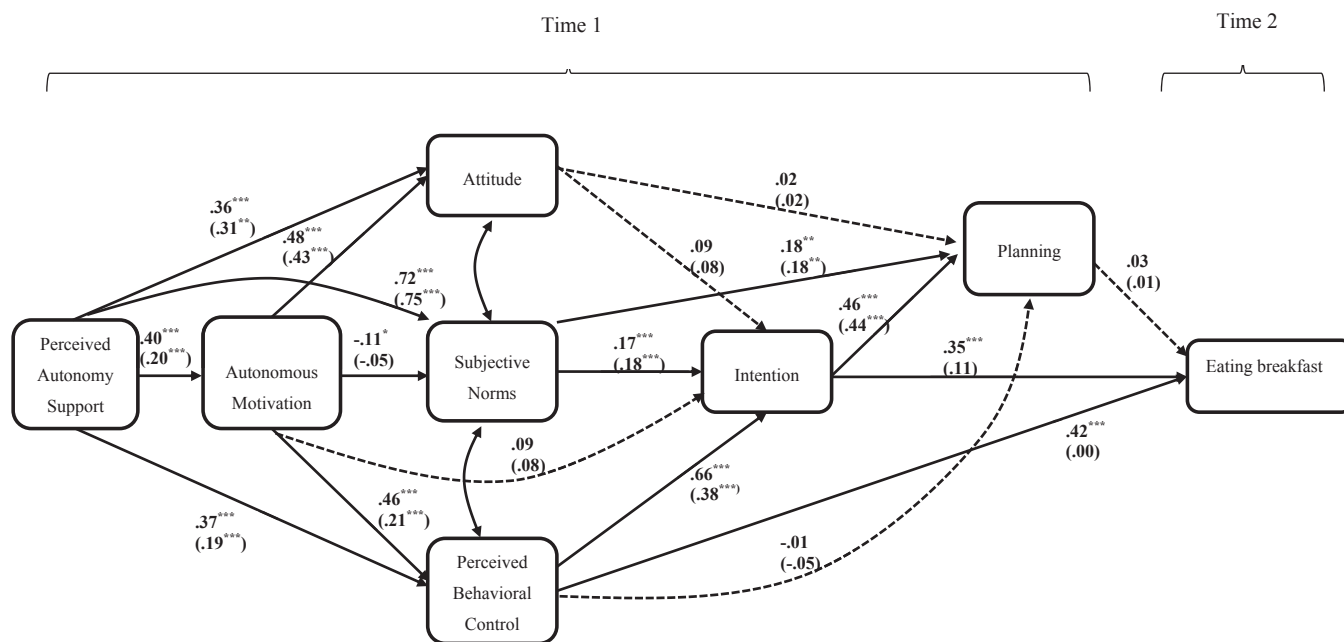 Time 1
Time 2
Attitude
.36***
(.31**)
.48***
(.43***)
.02
(.02)
.09
(.08)
.18**
(.18**)
Planning
.03
(.01)
.72***
(.75***)
.46***
(.44***)
Perceived
Autonomy
Support
.40***
(.20***)
Autonomous
Motivation
-.11*
(-.05)
Subjective
Norms
.17***
(.18***)
Intention
.35***
(.11)
Eating breakfast
.09
(.08)
.42***
(.00)
.66***
(.38***)
.46***
(.21***)
.37***
(.19***)
-.01
(-.05)
Perceived
Behavioral
Control